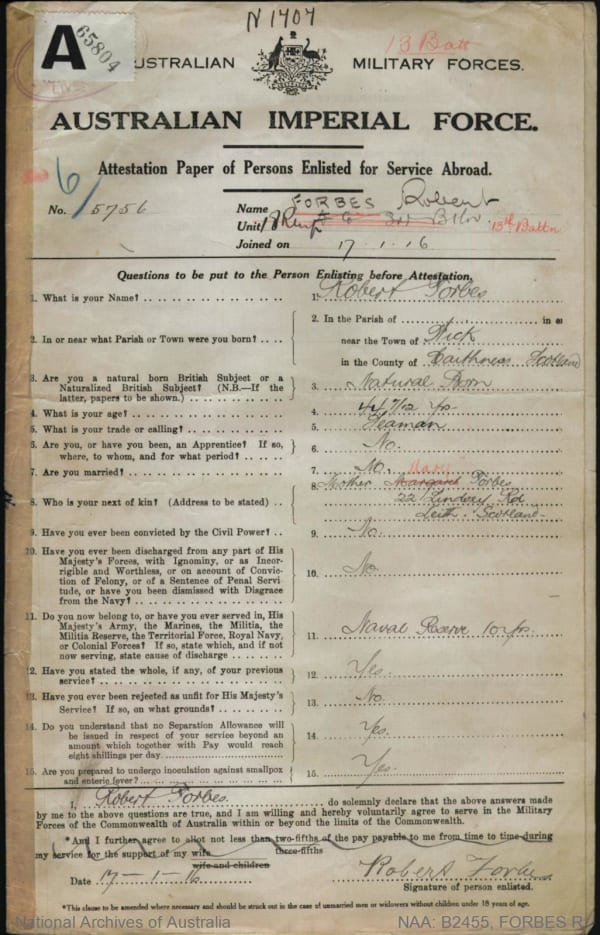 N 1404
A 65804
13 Batt
AUSTRALIAN MILITARY FORCES.
AUSTRALIAN IMPERIAL FORCE.
Attestation Paper of Persons Enlisted for Service Abroad.
6
No. 5756
Name FORBES Robert
Unit 18 Reinf 13th Battn
Joined on 17.1.16
Questions to be put to the Person Enlisting before Attestation.
1. What is your Name? 1. Robert Forbes
2. In or near what Parish or Town were you born? 2. In the Parish of in or
near the Town of Wick
in the County of Caithness Scotland
3. Are you a natural born British Subject or a
Naturalized British Subject? (N.B.—If the
latter, papers to be shown.) 3. Natural Born
4. What is your age? 4. 44 7/12 yrs
5. What is your trade or calling? 5. Seaman
6. Are you, or have you been, an Apprentice? If so,
where, to whom, and for what period? 6. No.
7. Are you married? 7. No.
8. Who is your next of kin? (Address to be stated) 8. Mother Margaret Forbes
22 Lindsay Rd
Leith. Scotland
9. Have you ever been convicted by the Civil Power? 9. No.
10. Have you ever been discharged from any part of His
Majesty's Forces, with Ignominy, or as Incor-
rigible and Worthless, or on account of Convic-
tion of Felony, or of a Sentence of Penal Servi-
tude, or have you been dismissed with Disgrace
from the Navy? 10. No
11. Do you now belong to, or have you ever served in, His
Majesty's Army, the Marines, the Militia, the
Militia Reserve, the Territorial Force, Royal Navy,
or Colonial Forces? If so, state which, and if not
now serving, state cause of discharge 11. Naval Reserve 10 yrs.
12. Have you stated the whole, if any, of your previous
service? 12. Yes.
13. Have you ever been rejected as unfit for His Majesty's
Service? If so, on what grounds? 13. No.
14. Do you understand that no Separation Allowance will
be issued in respect of your service beyond an
amount which together with Pay would reach
eight shillings per day. 14. Yes.
15. Are you prepared to undergo inoculation against smallpox
and enteric fever? 15. Yes.
I, Robert Forbes do solemnly declare that the above answers made
by me to the above questions are true, and I am willing and hereby voluntarily agree to serve in the Military
Forces of the Commonwealth of Australia within or beyond the limits of the Commonwealth.
*And I further agree to allot not less than two-fifths of the pay payable to me from time to time during
three-fifths
my service for the support of my wife
wife and children
Date 17-1-16 Robert Forbes
Signature of person enlisted.
*This clause to be amended where necessary and should be struck out in the case of unmarried men or widowers without children under 18 years of age.
National Archives of Australia NAA: B2455, FORBES R